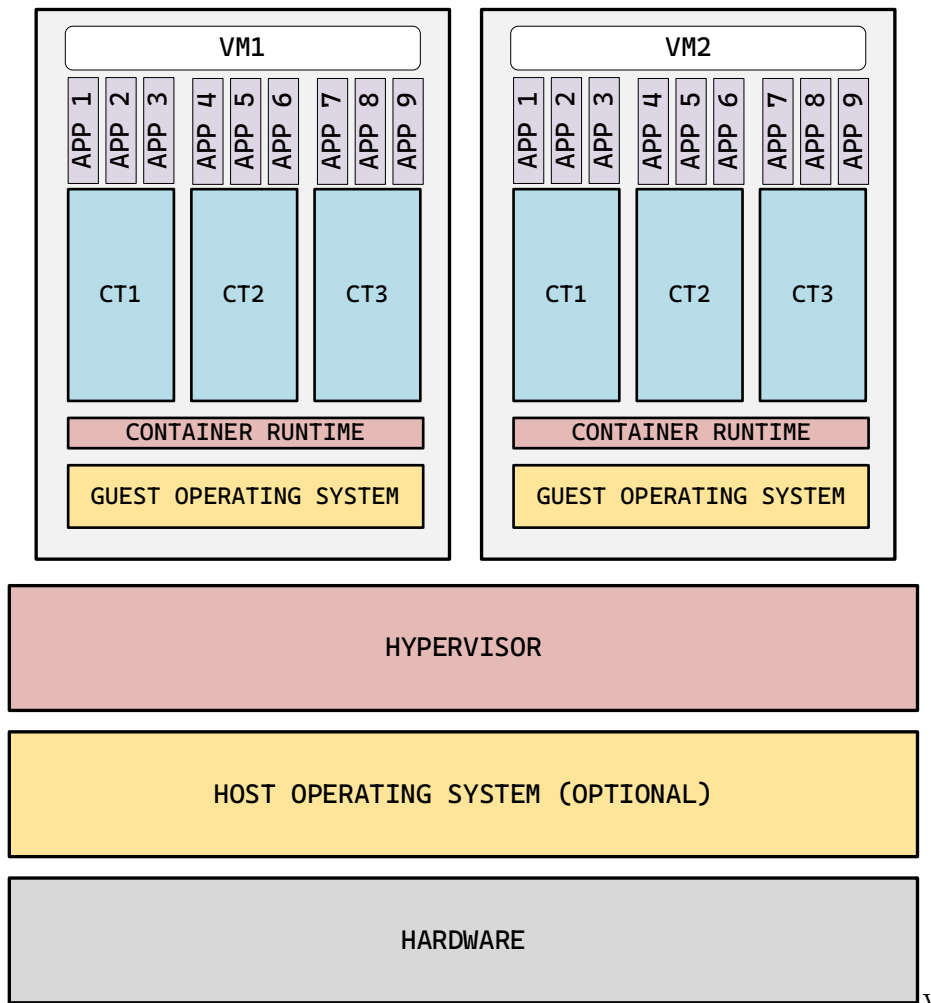 VM1
APP 1
APP 2
APP 3
APP 4
APP 5
APP 6
APP 7
APP 8
APP 9
CT1
CT2
CT3
CONTAINER RUNTIME
GUEST OPERATING SYSTEM
VM2
APP 1
APP 2
APP 3
APP 4
APP 5
APP 6
APP 7
APP 8
APP 9
CT1
CT2
CT3
CONTAINER RUNTIME
GUEST OPERATING SYSTEM
HYPERVISOR
HOST OPERATING SYSTEM (OPTIONAL)
HARDWARE